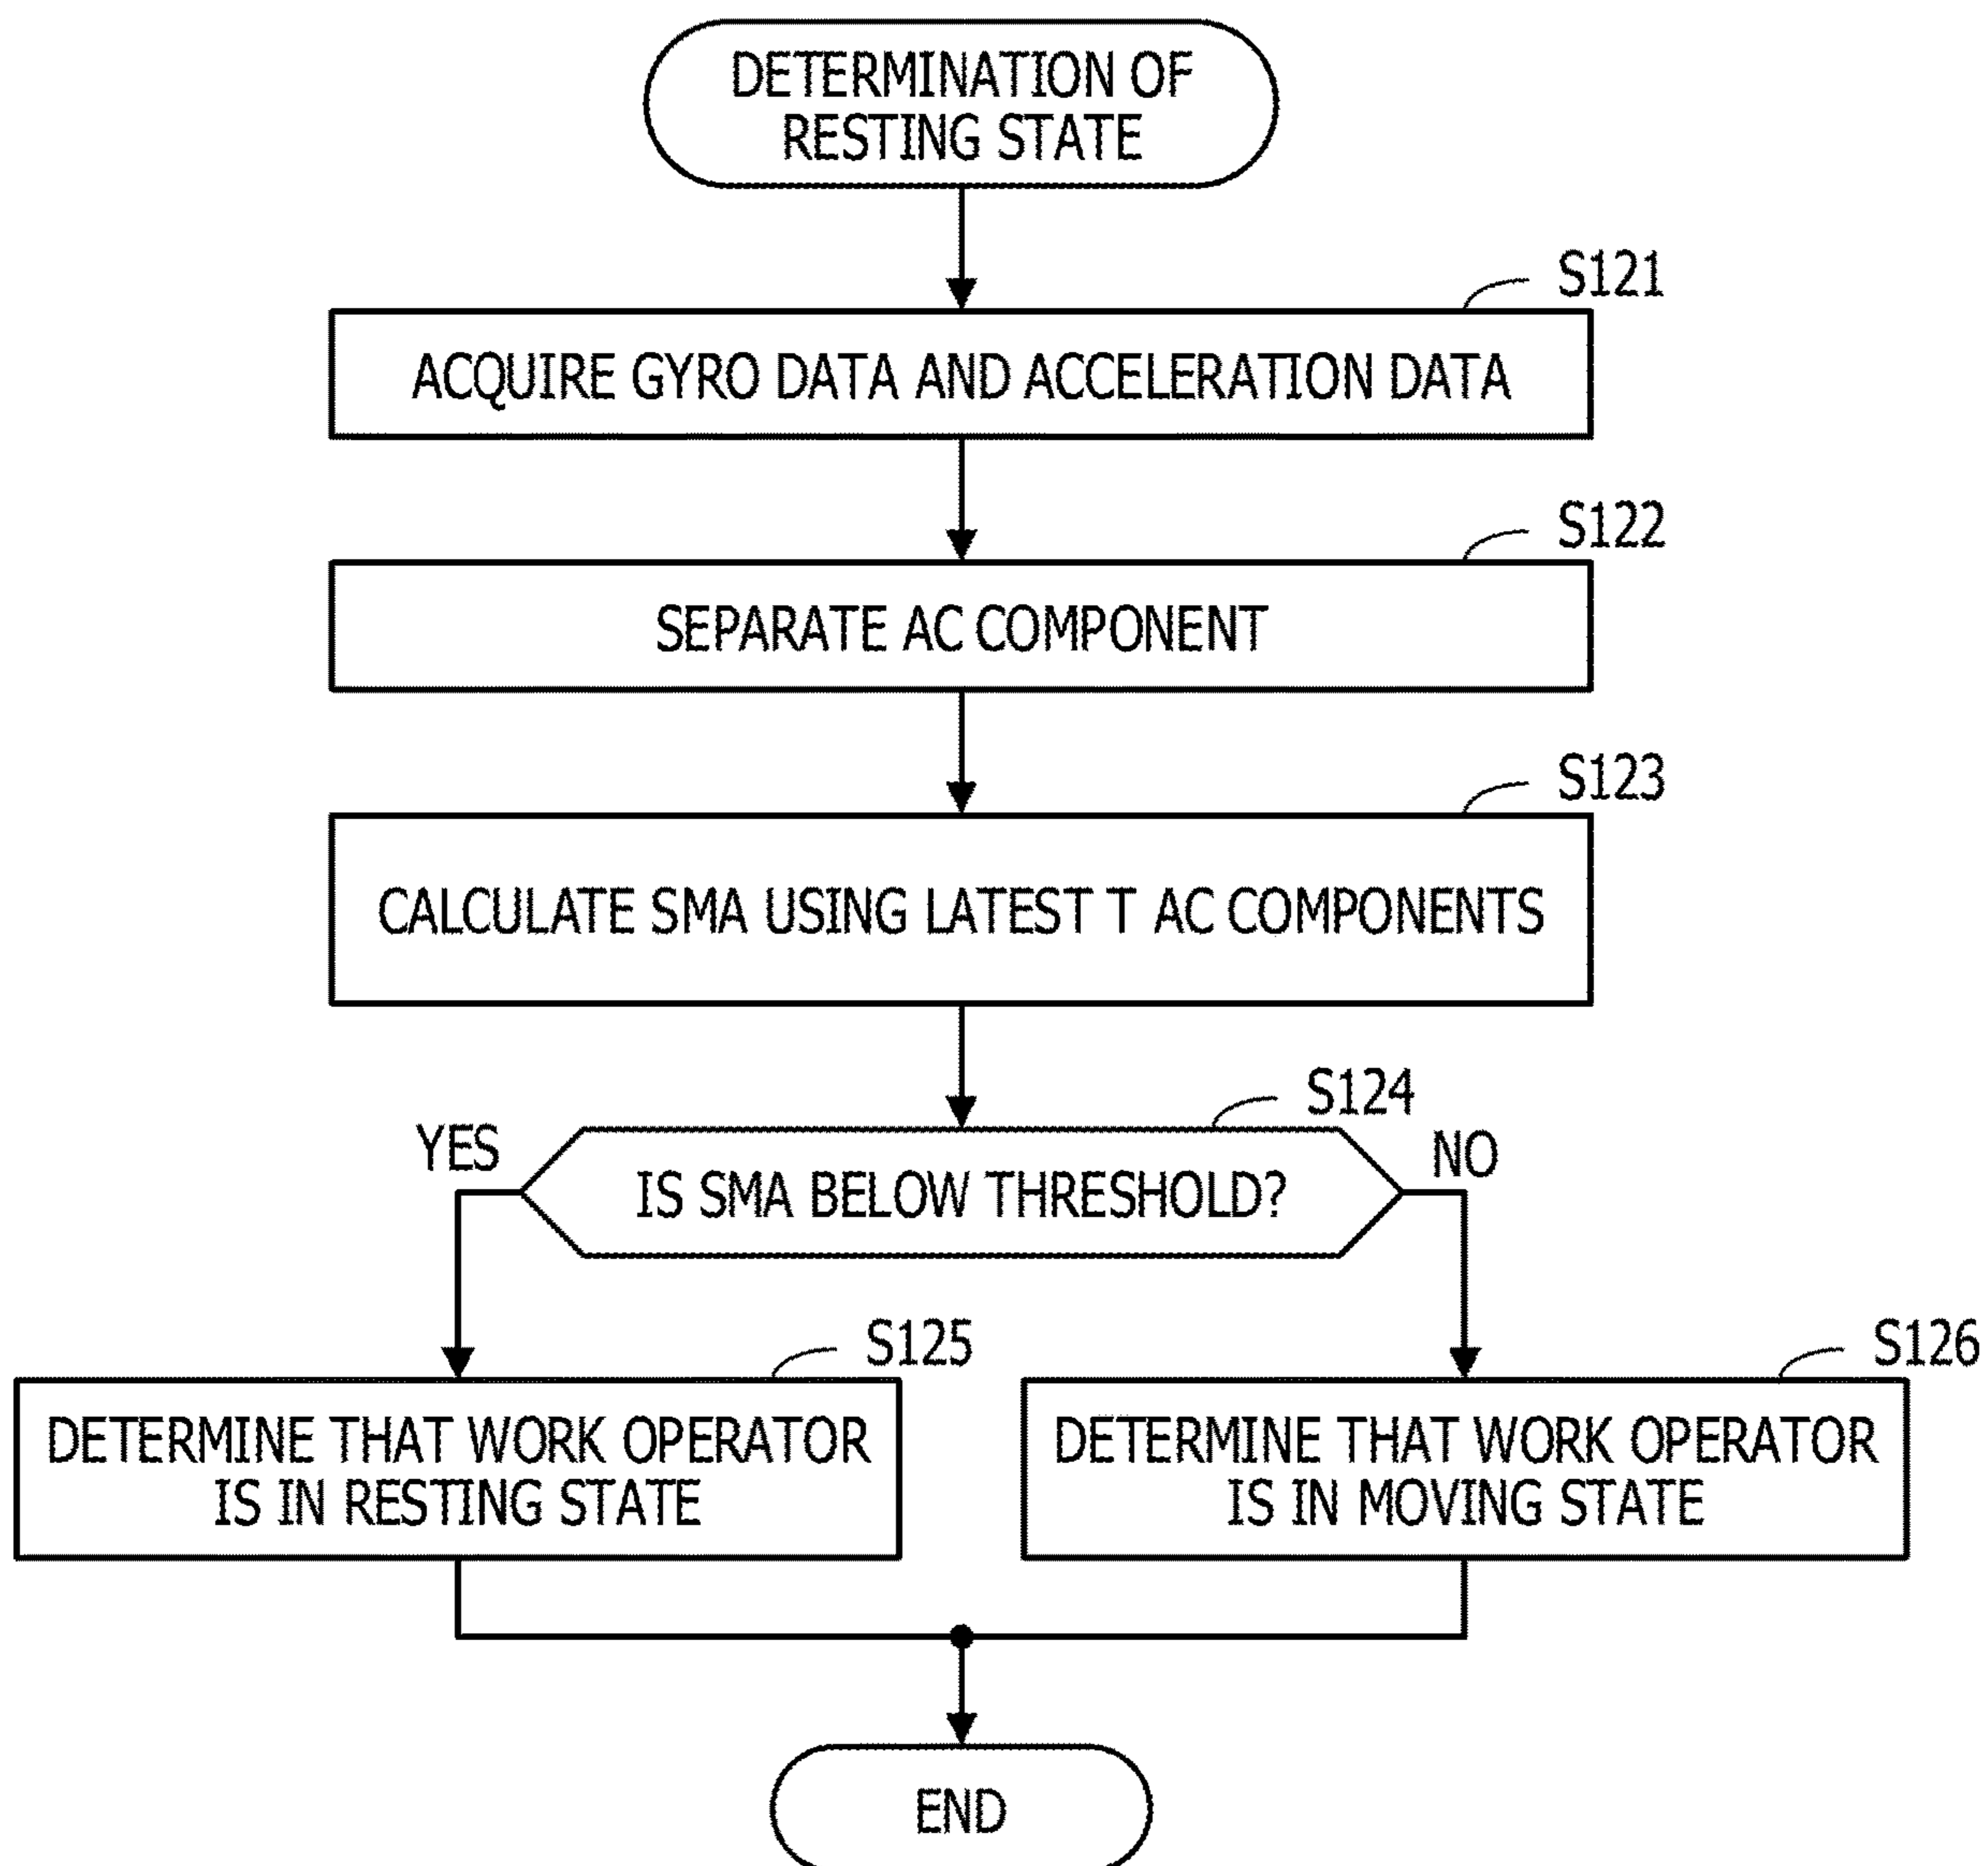 DETERMINATION OF
RESTING STATE
S121
ACQUIRE GYRO DATA AND ACCELERATION DATA
S122
SEPARATE AC COMPONENT
S123
CALCULATE SMA USING LATEST T AC COMPONENTS
S124
YES
NO
IS SMA BELOW THRESHOLD?
S125
DETERMINE THAT WORK OPERATOR
IS IN RESTING STATE
S126
DETERMINE THAT WORK OPERATOR
IS IN MOVING STATE
END